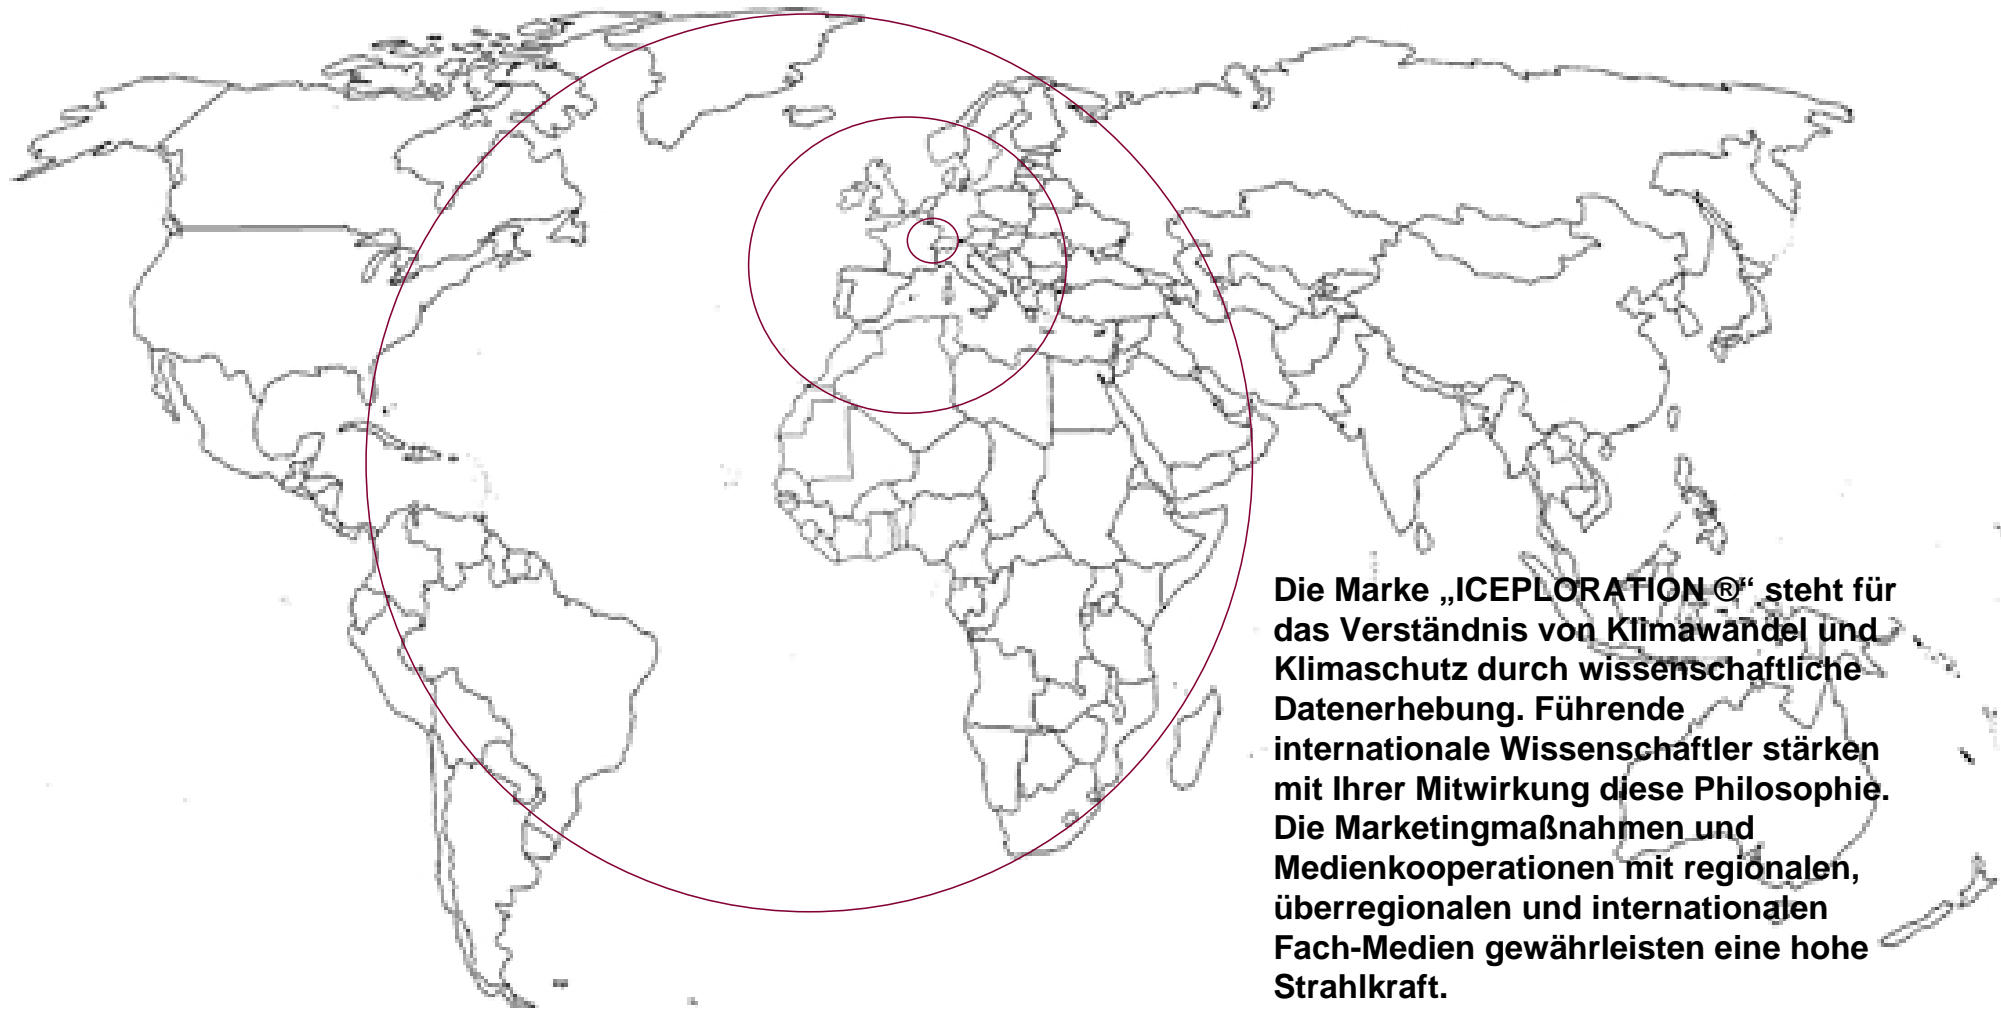 Die Marke „ICEPLORATION ®“ steht für
das Verständnis von Klimawandel und
Klimaschutz durch wissenschaftliche
Datenerhebung. Führende
internationale Wissenschaftler stärken
mit Ihrer Mitwirkung diese Philosophie.
Die Marketingmaßnahmen und
Medienkooperationen mit regionalen,
überregionalen und internationalen
Fach-Medien gewährleisten eine hohe
Strahlkraft.